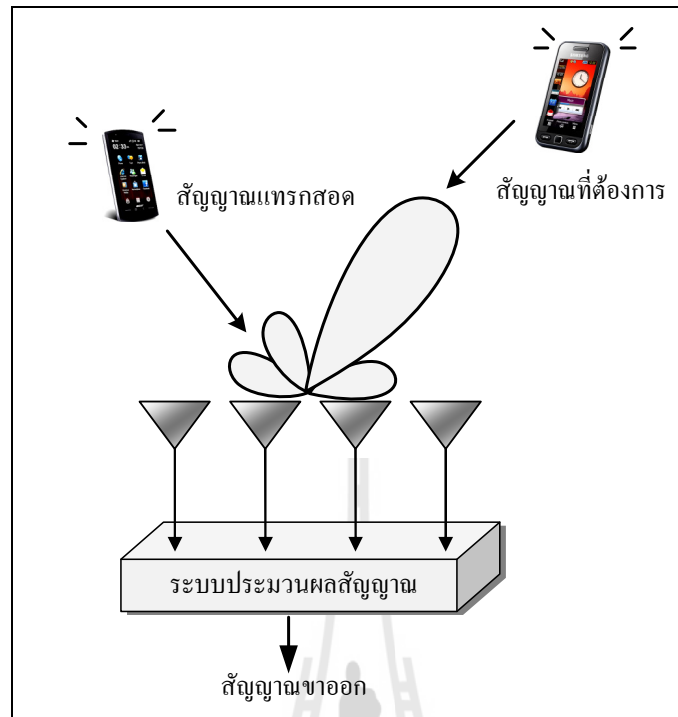 สัญญาณแทรกสอด
สัญญาณที่ต้องการ
ระบบประมวนผลสัญญาณ
สัญญาณขาออก